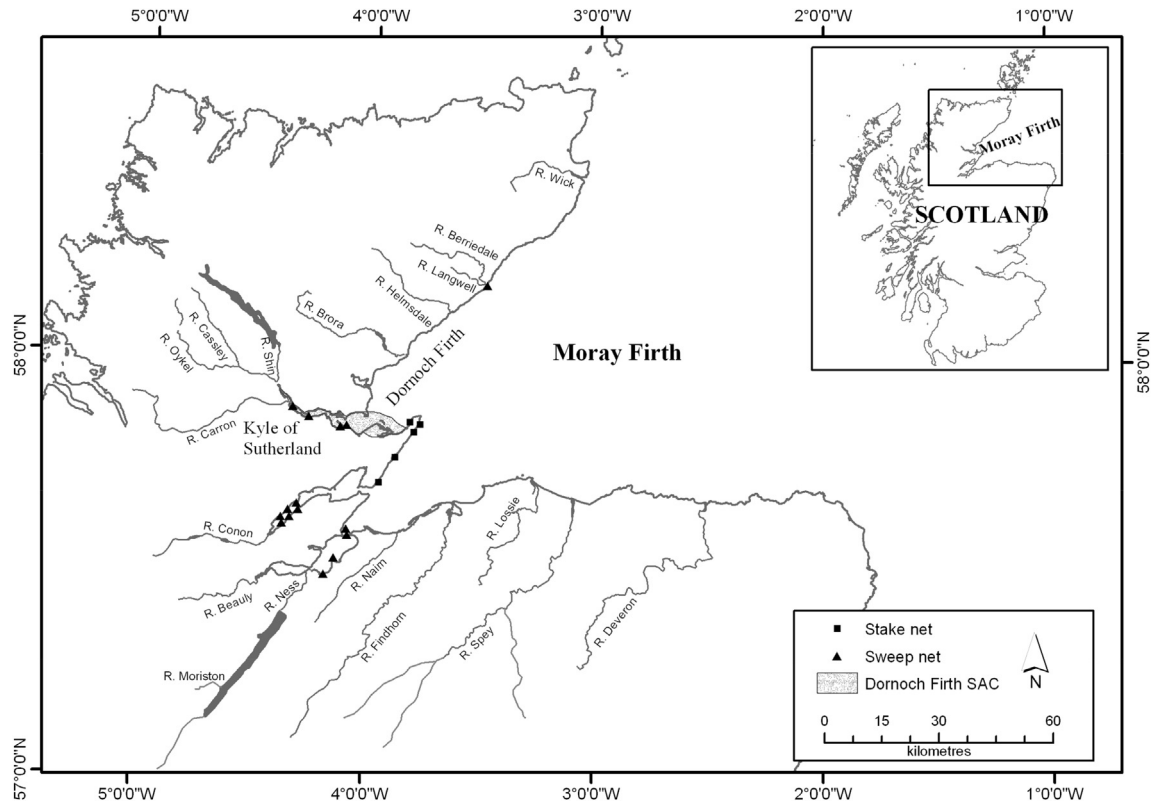 5°0'0"W
4°0'0"W
3°0'0"W
2°0'0"W
1°0'0"W
Moray Firth
SCOTLAND
R. Wick
R. Berriedale
R. Langwell
R. Helmsdale
R. Brora
R. Cassley
R. Oykel
R. Shin
58°0'0"N
58°0'0"N
Dornoch Firth
Moray Firth
R. Carron
Kyle of
Sutherland
R. Conon
R. Beauly
R. Ness
R. Nairn
R. Lossie
R. Findhorn
R. Spey
R. Deveron
R. Moriston
Stake net
Sweep net
Dornoch Firth SAC
N
0 15 30 60
kilometres
57°0'0"N
5°0'0"W
4°0'0"W
3°0'0"W
2°0'0"W
1°0'0"W